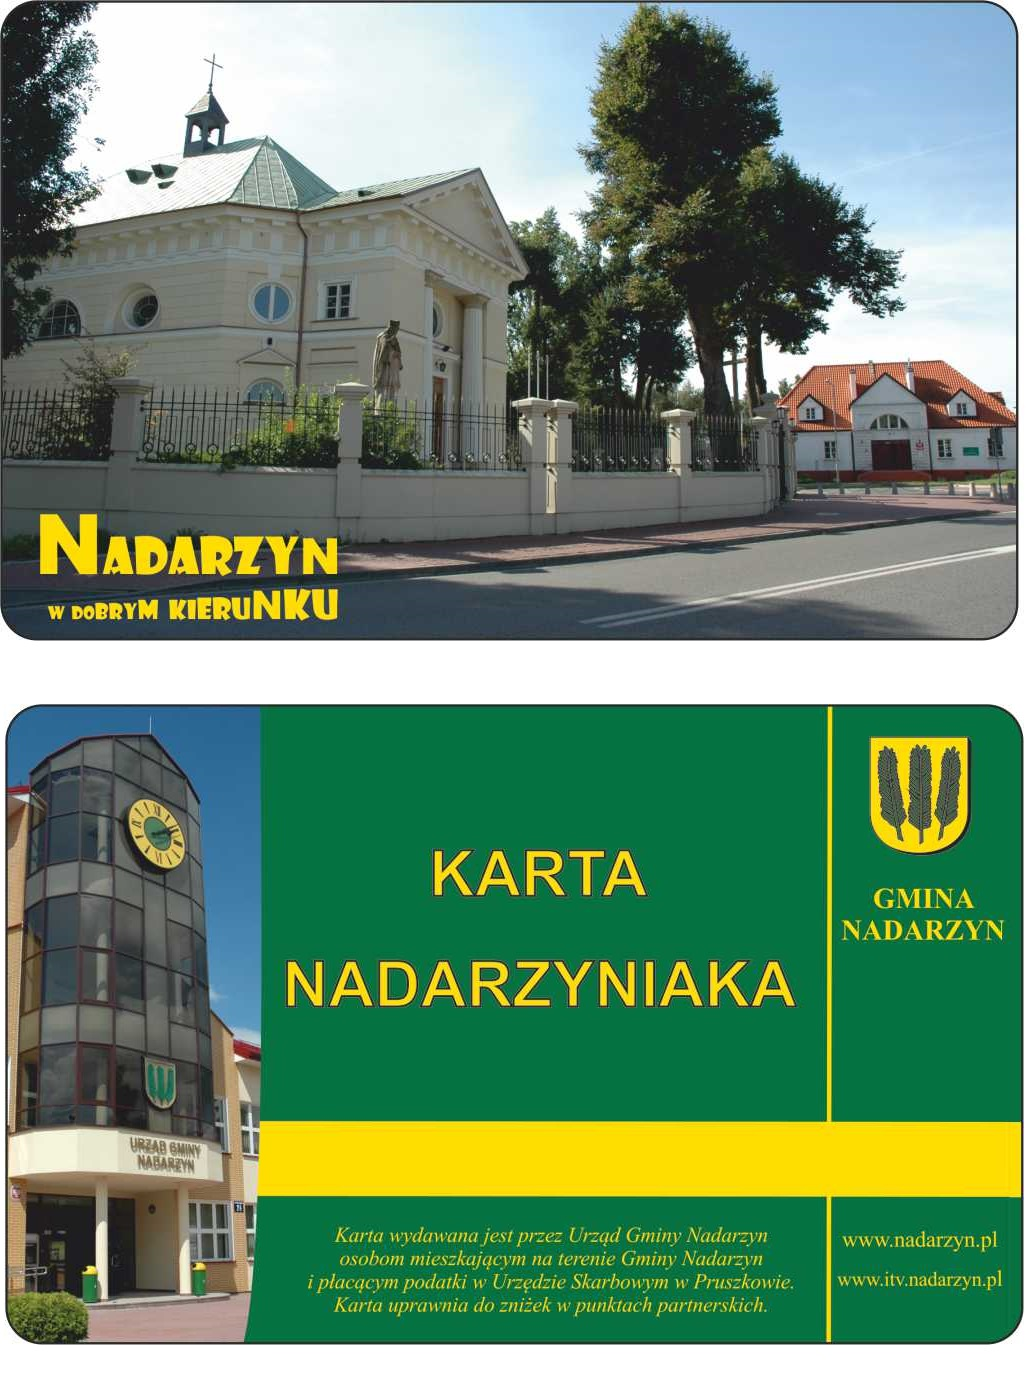 NADARZYN
W DOBRYM KIERUNKU
KARTA
NADARZYNIAKA
GMINA
NADARZYN
URZĄD GMINY
NADARZYN
Karta wydawana jest przez Urząd Gminy Nadarzyn
osobom mieszkającym na terenie Gminy Nadarzyn
i płacącym podatki w Urzędzie Skarbowym w Pruszkowie.
Karta uprawnia do zniżek w punktach partnerskich.
www.nadarzyn.pl
www.itv.nadarzyn.pl